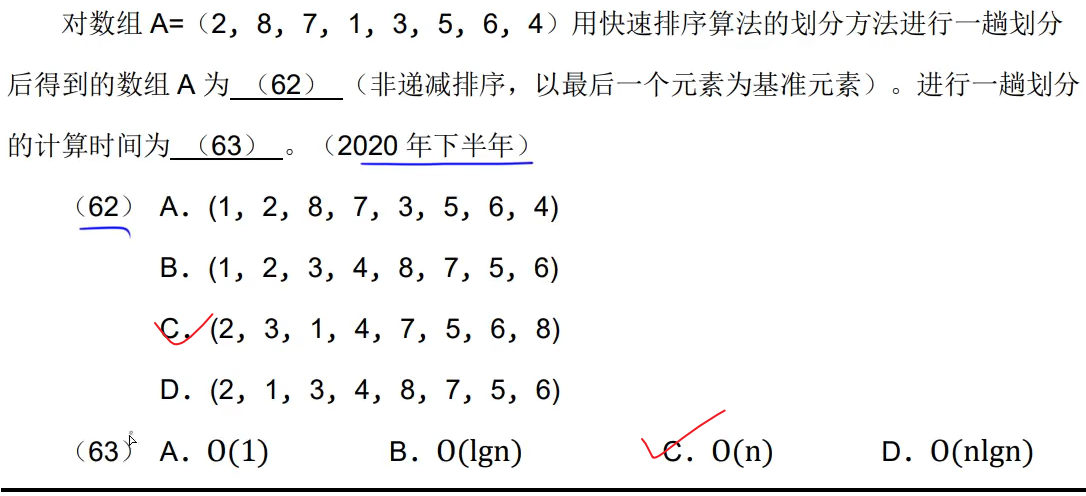 对数组 A=（2，8，7，1，3，5，6，4）用快速排序算法的划分方法进行一趟划分
后得到的数组 A 为（62）（非递减排序，以最后一个元素为基准元素）。进行一趟划分
的计算时间为（63）。（2020 年下半年）
（62） A．(1，2，8，7，3，5，6，4)
B．(1，2，3，4，8，7，5，6)
C．(2，3，1，4，7，5，6，8)
D．(2，1，3，4，8，7，5，6)
（63） A．O(1) B．O(lgn) C．O(n) D．O(nlgn)